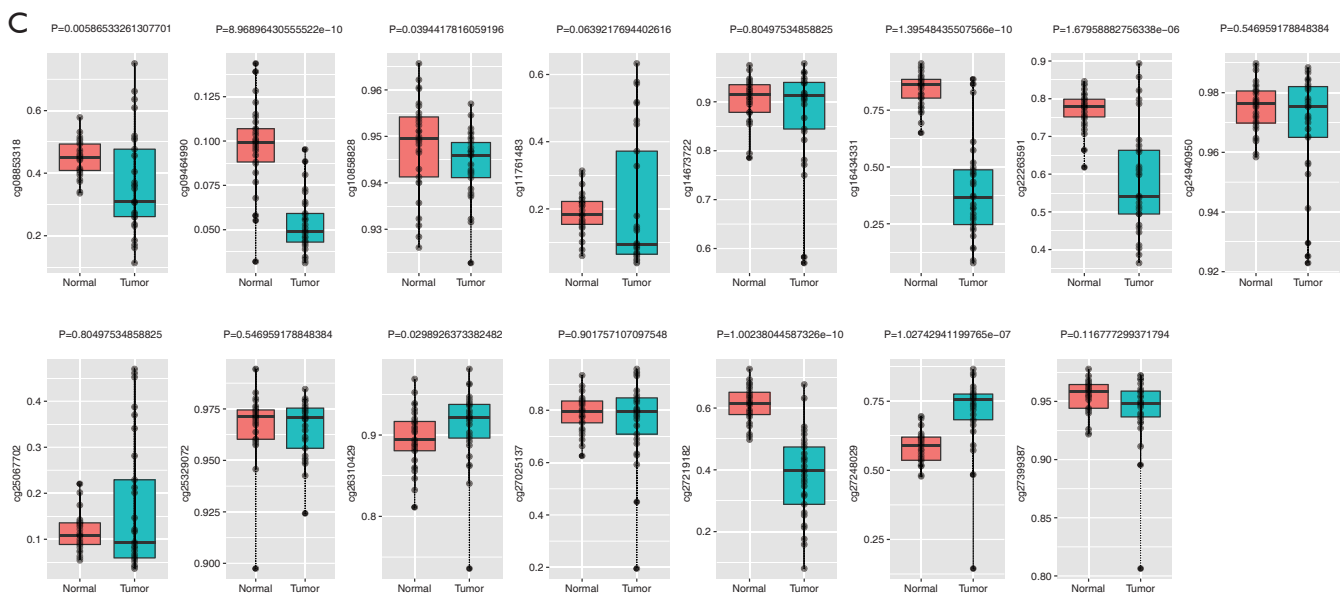 C
P=0.00586533261307701 P=8.96896430555522e-10 P=0.0394417816059196 P=0.0639217694402616 P=0.80497534858825 P=1.39548435507566e-10 P=1.67958882756338e-06 P=0.546959178848384
cg08853318 cg09464990 cg10858828 cg11761483 cg14673722 cg16434331 cg22263591 cg24940950
0.6 0.4 0.2
0.125 0.100 0.075 0.050
0.96 0.95 0.94 0.93
0.6 0.4 0.2
0.9 0.8 0.7 0.6
0.75 0.50 0.25
0.9 0.8 0.7 0.6 0.5 0.4
0.98 0.96 0.94 0.92
Normal Tumor Normal Tumor Normal Tumor Normal Tumor Normal Tumor Normal Tumor Normal Tumor Normal Tumor
P=0.80497534858825 P=0.546959178848384 P=0.0298926373382482 P=0.901757107097548 P=1.00238044587326e-10 P=1.02742941199765e-07 P=0.116777299371794
cg25067702 cg25329072 cg26310429 cg27025137 cg27219182 cg27248029 cg27399387
0.4 0.3 0.2 0.1
0.975 0.950 0.925 0.900
0.9 0.8
0.8 0.6 0.4 0.2
0.6 0.4 0.2
0.75 0.50 0.25
0.95 0.90 0.85 0.80
Normal Tumor Normal Tumor Normal Tumor Normal Tumor Normal Tumor Normal Tumor Normal Tumor